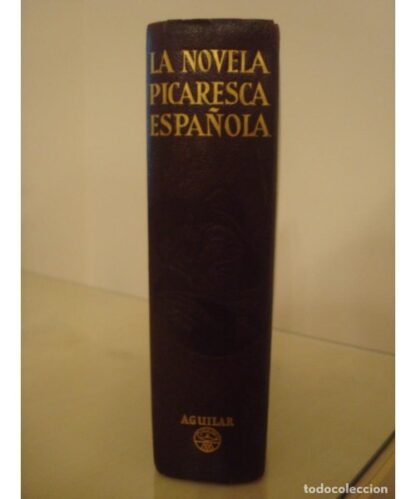 LA NOVELA
PICARESCA
ESPAÑOLA
AGUILAR
todocoleccion